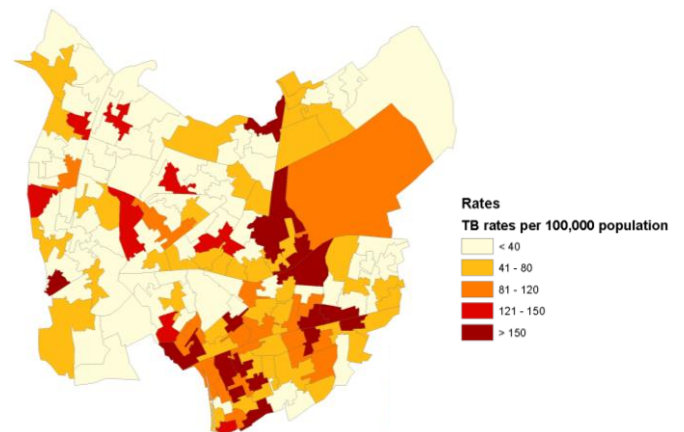 Rates
TB rates per 100,000 population
< 40
41 - 80
81 - 120
121 - 150
> 150